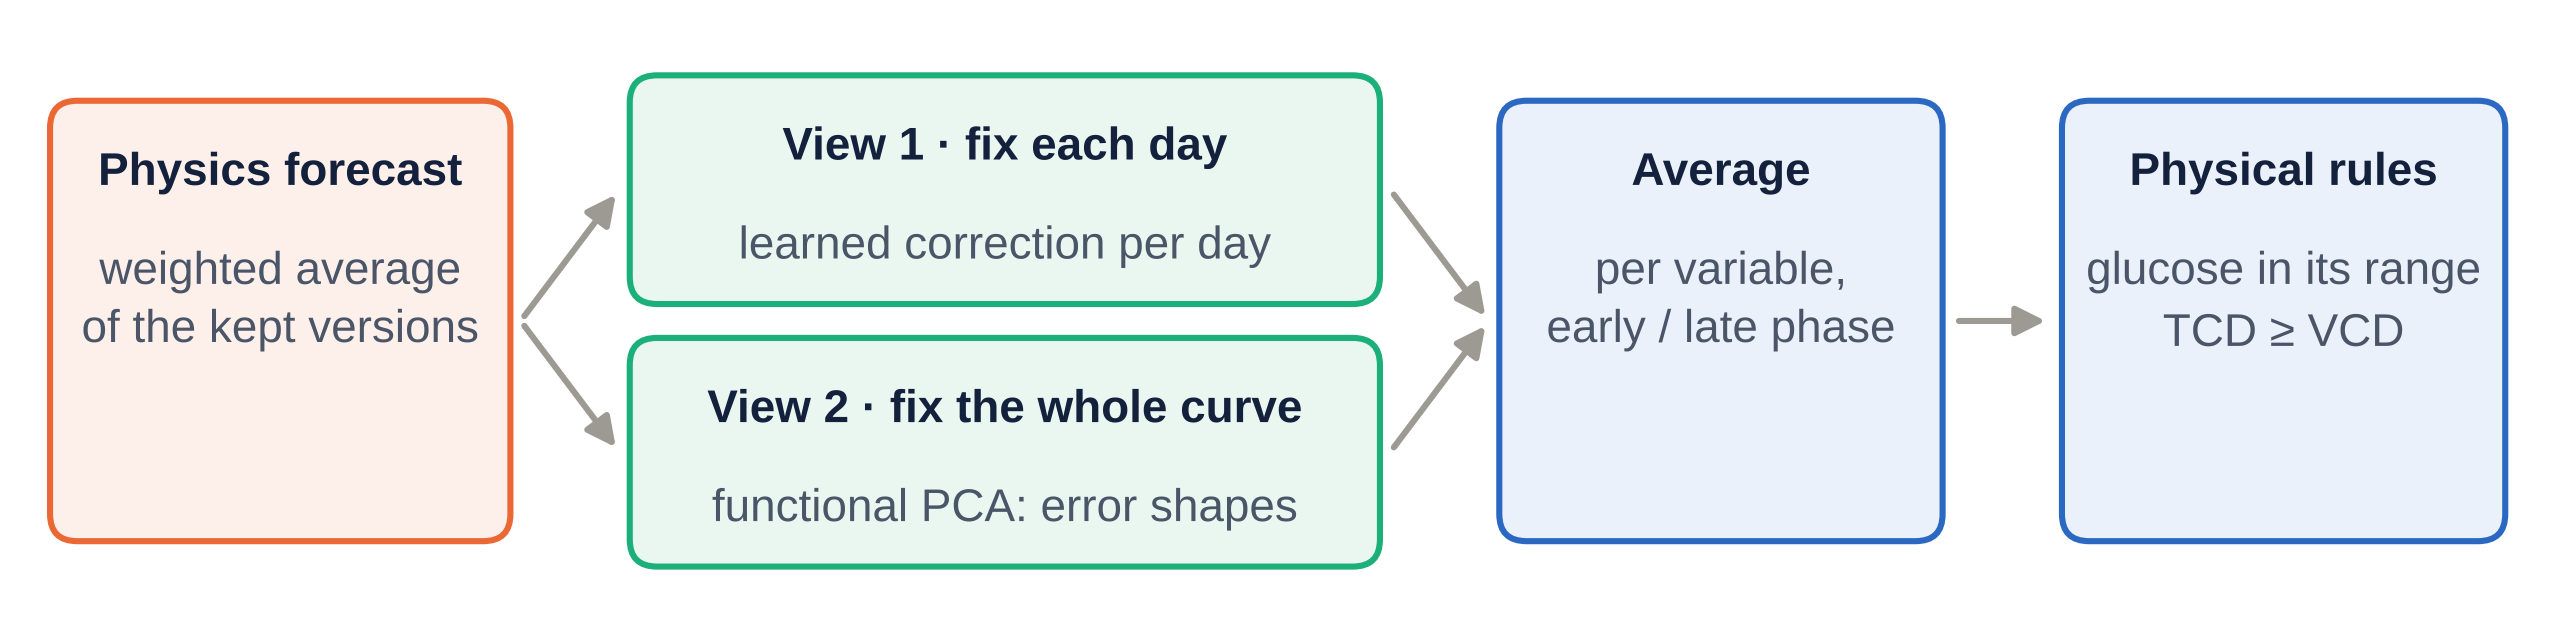 Physics forecast
weighted average
of the kept versions
View 1 · fix each day
learned correction per day
View 2 · fix the whole curve
functional PCA: error shapes
Average
per variable,
early / late phase
Physical rules
glucose in its range
TCD ≥ VCD